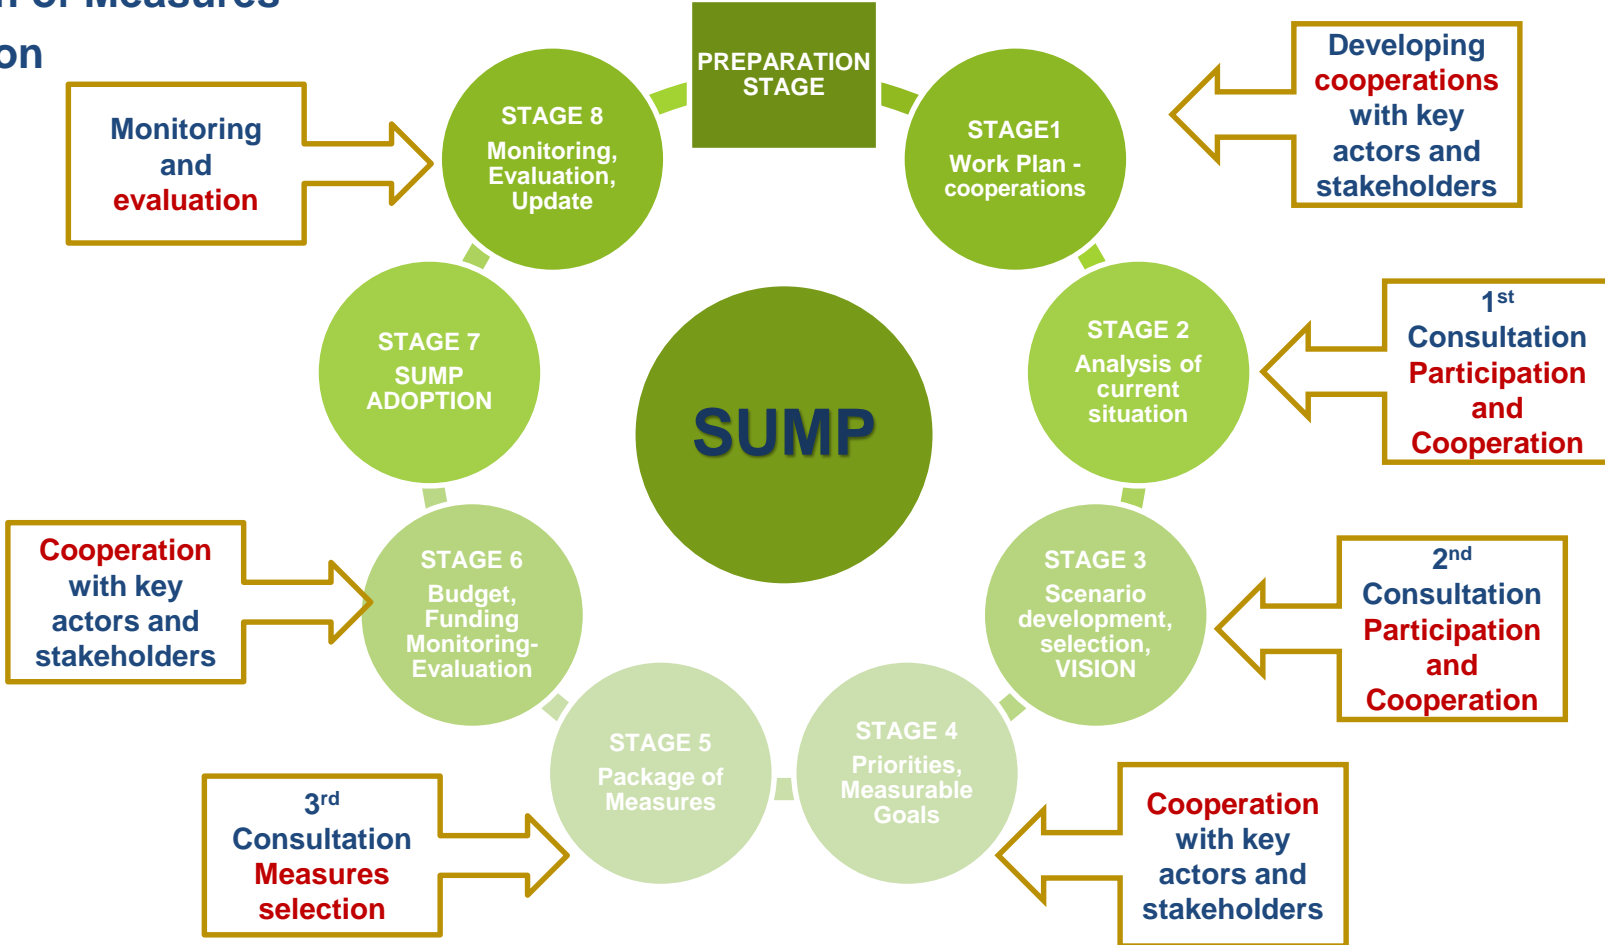 on
PREPARATION
STAGE
STAGE1
Work Plan -
cooperations
Developing
cooperations
with key
actors and
stakeholders
STAGE 2
Analysis of
current
situation
1st
Consultation
Participation
and
Cooperation
STAGE 3
Scenario
development,
selection,
VISION
2nd
Consultation
Participation
and
Cooperation
STAGE 4
Priorities,
Measurable
Goals
Cooperation
with key
actors and
stakeholders
STAGE 5
Package of
Measures
3rd
Consultation
Measures
selection
STAGE 6
Budget,
Funding
Monitoring-
Evaluation
Cooperation
with key
actors and
stakeholders
STAGE 7
SUMP
ADOPTION
STAGE 8
Monitoring,
Evaluation,
Update
Monitoring
and
evaluation
SUMP